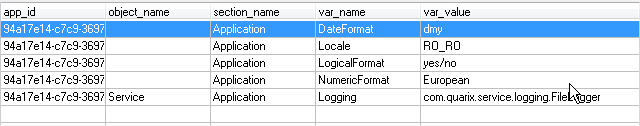 app_id object_name section_name var_name var_value
94a17e14-c7c9-3697 Application DateFormat dmy
94a17e14-c7c9-3697 Application Locale RO_RO
94a17e14-c7c9-3697 Application LogicalFormat yes/no
94a17e14-c7c9-3697 Application NumericFormat European
94a17e14-c7c9-3697 Service Application Logging com.quarix.service.logging.FileLogger